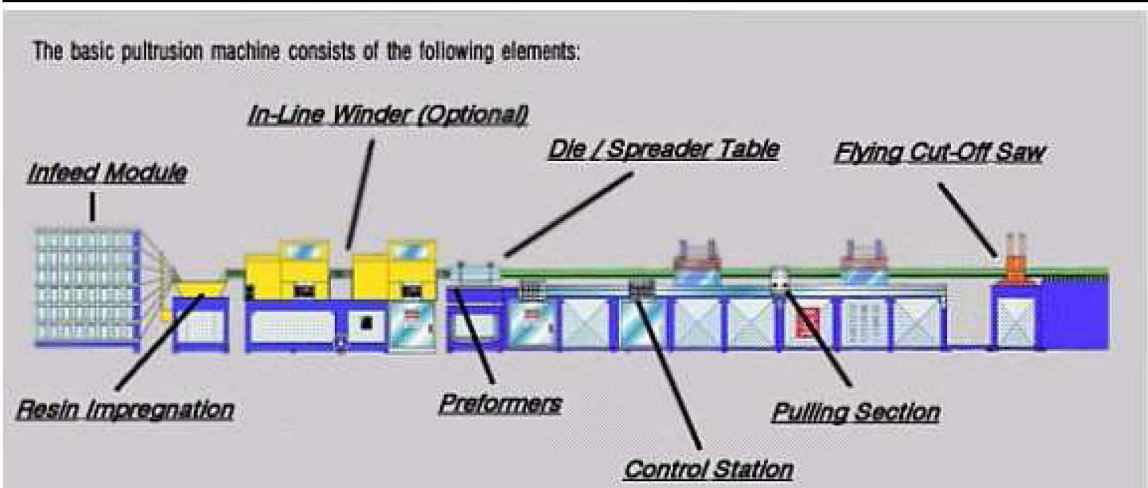 The basic pultrusion machine consists of the following elements:
In-Line Winder (Optional)
Die / Spreader Table
Flying Cut-Off Saw
Infeed Module
Resin Impregnation
Preformers
Pulling Section
Control Station